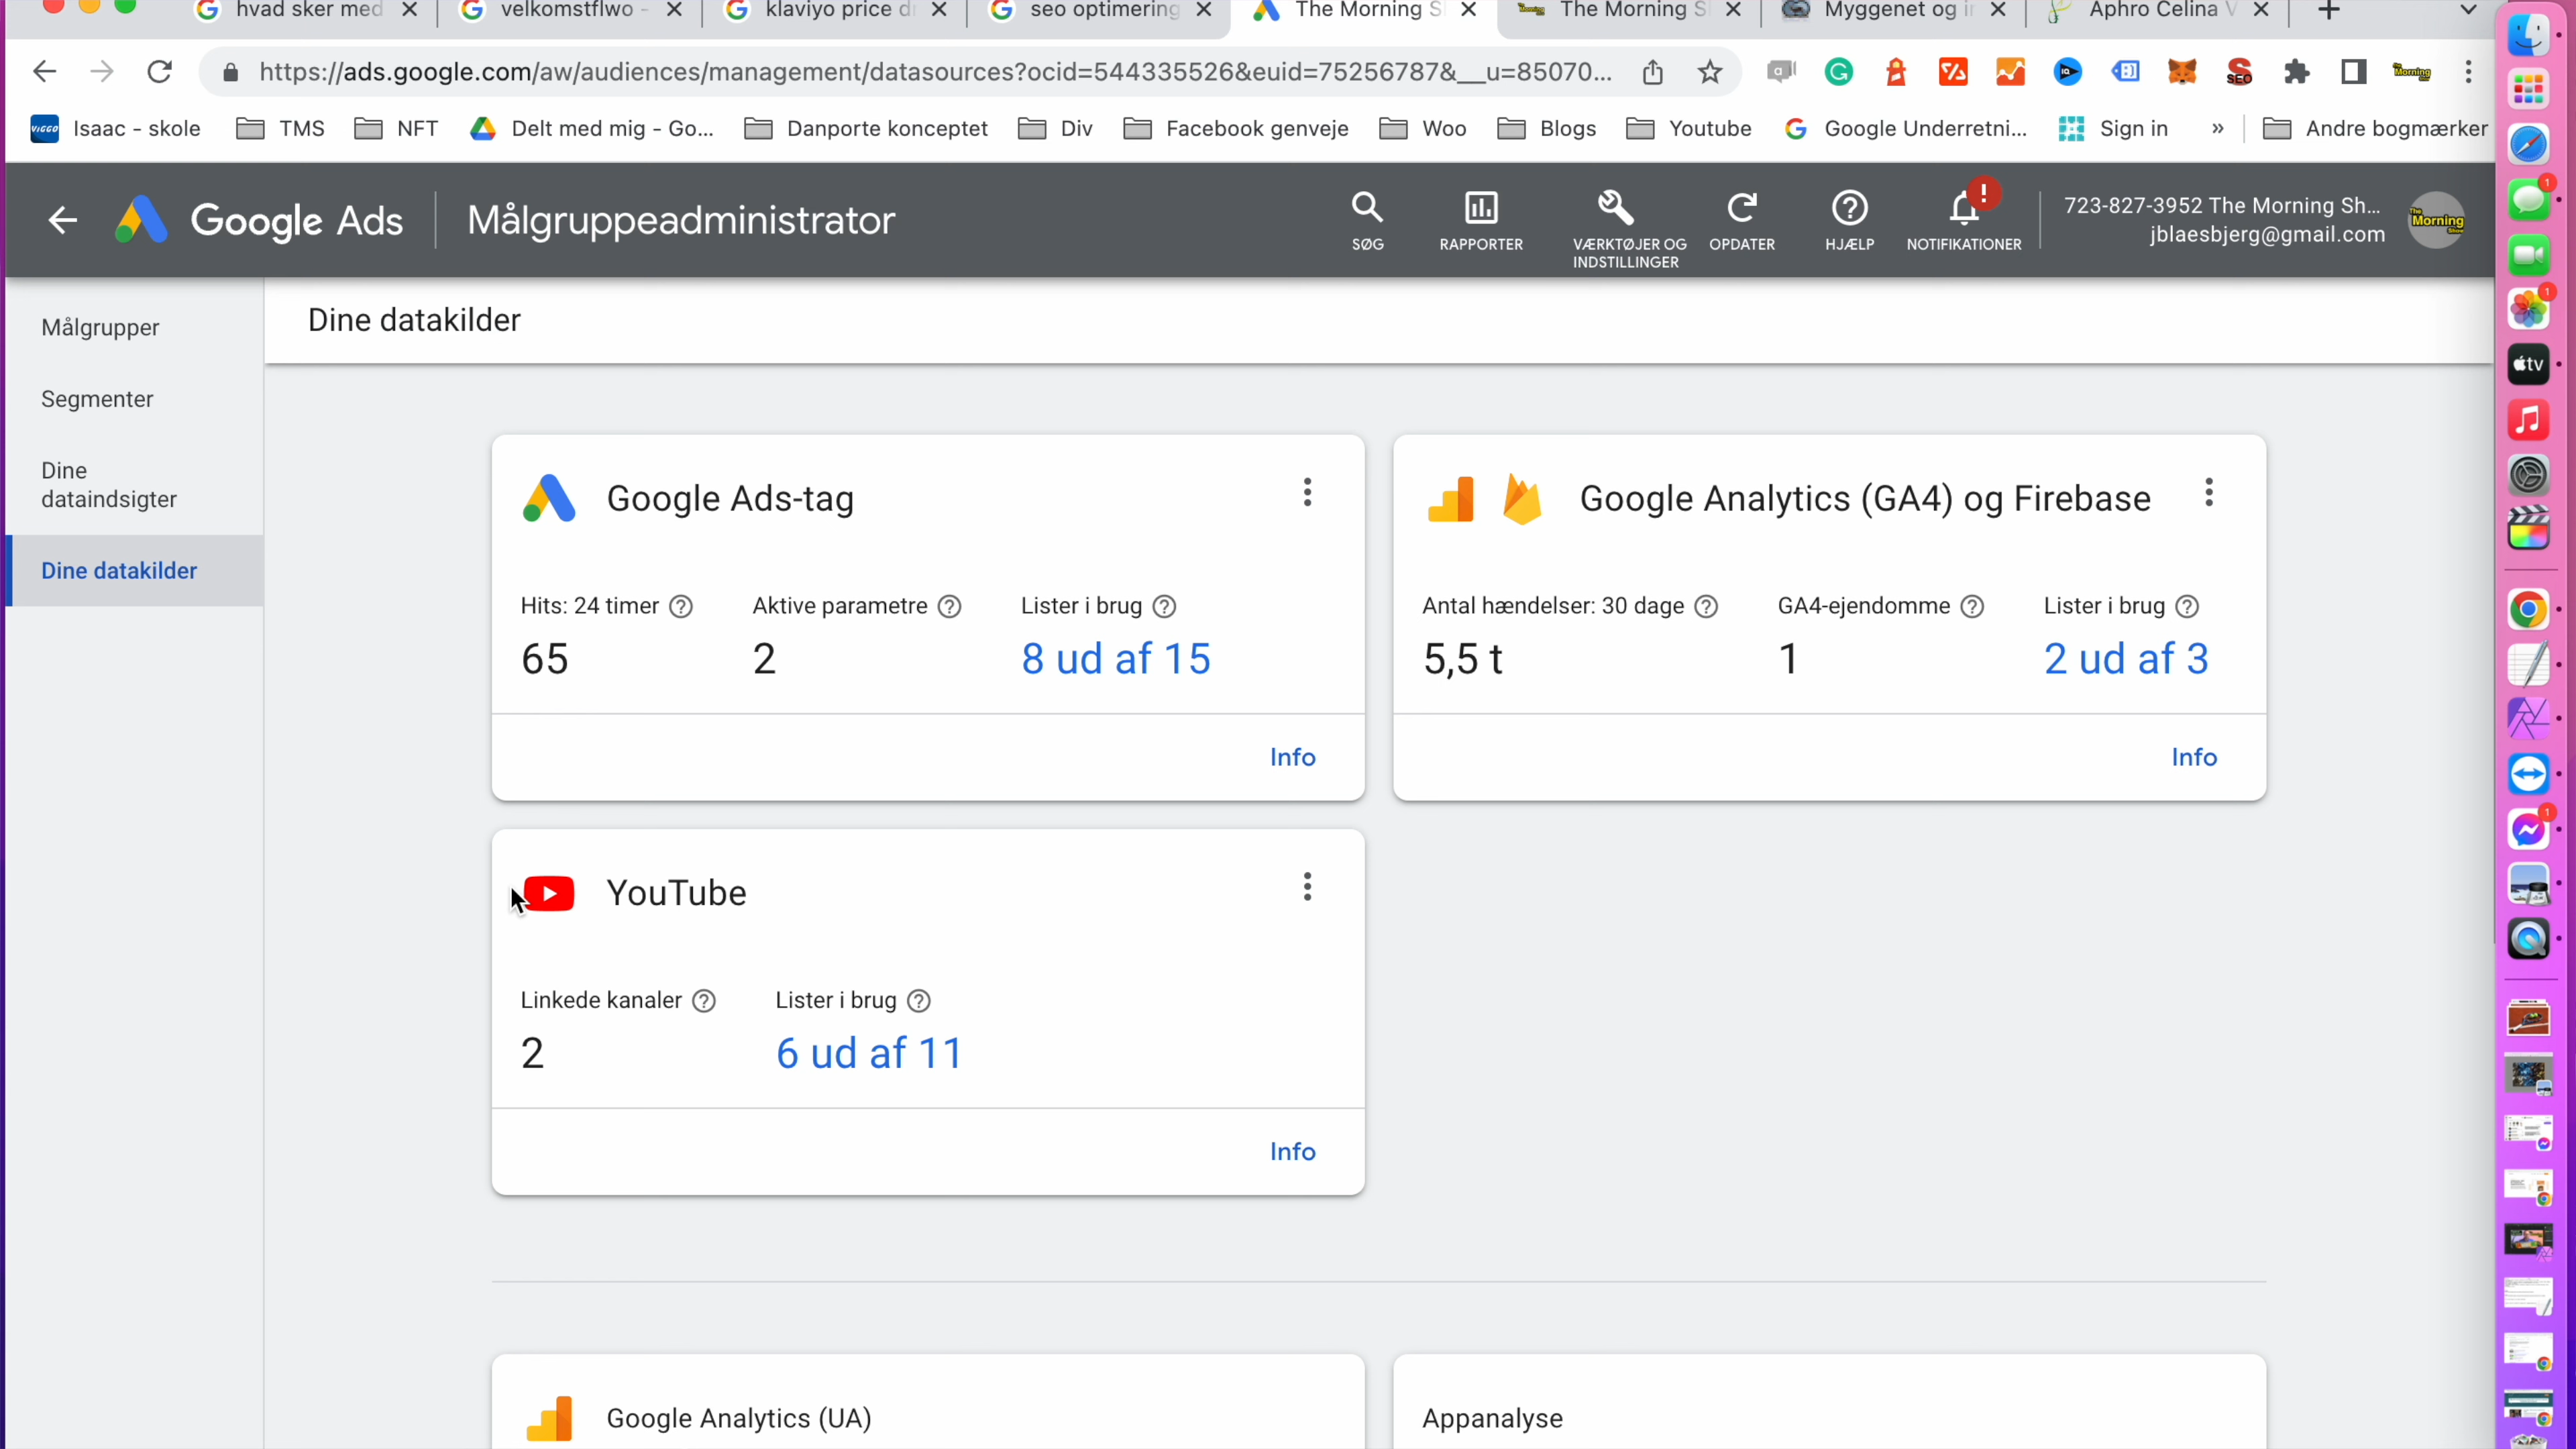 hvad sker med
velkomstflwo -
klaviyo price d
seo optimering
The Morning S
The Morning S
Myggenet og i
Aphro Celina V
https://ads.google.com/aw/audiences/management/datasources?ocid=544335526&euid=75256787&__u=85070...
Isaac - skole
TMS
NFT
Delt med mig - Go...
Danporte konceptet
Div
Facebook genveje
Woo
Blogs
Youtube
Google Underretni...
Sign in
»
Andre bogmærker
Google Ads
Målgruppeadministrator
SØG
RAPPORTER
VÆRKTØJER OG
INDSTILLINGER
OPDATER
HJÆLP
NOTIFIKATIONER
723-827-3952 The Morning Sh...
jblaesbjerg@gmail.com
The
Morning
Målgrupper
Segmenter
Dine
dataindsigter
Dine datakilder
Dine datakilder
Google Ads-tag
Hits: 24 timer
Aktive parametre
Lister i brug
65
2
8 ud af 15
Info
Google Analytics (GA4) og Firebase
Antal hændelser: 30 dage
GA4-ejendomme
Lister i brug
5,5 t
1
2 ud af 3
Info
YouTube
Linkede kanaler
Lister i brug
2
6 ud af 11
Info
Google Analytics (UA)
Appanalyse
tv